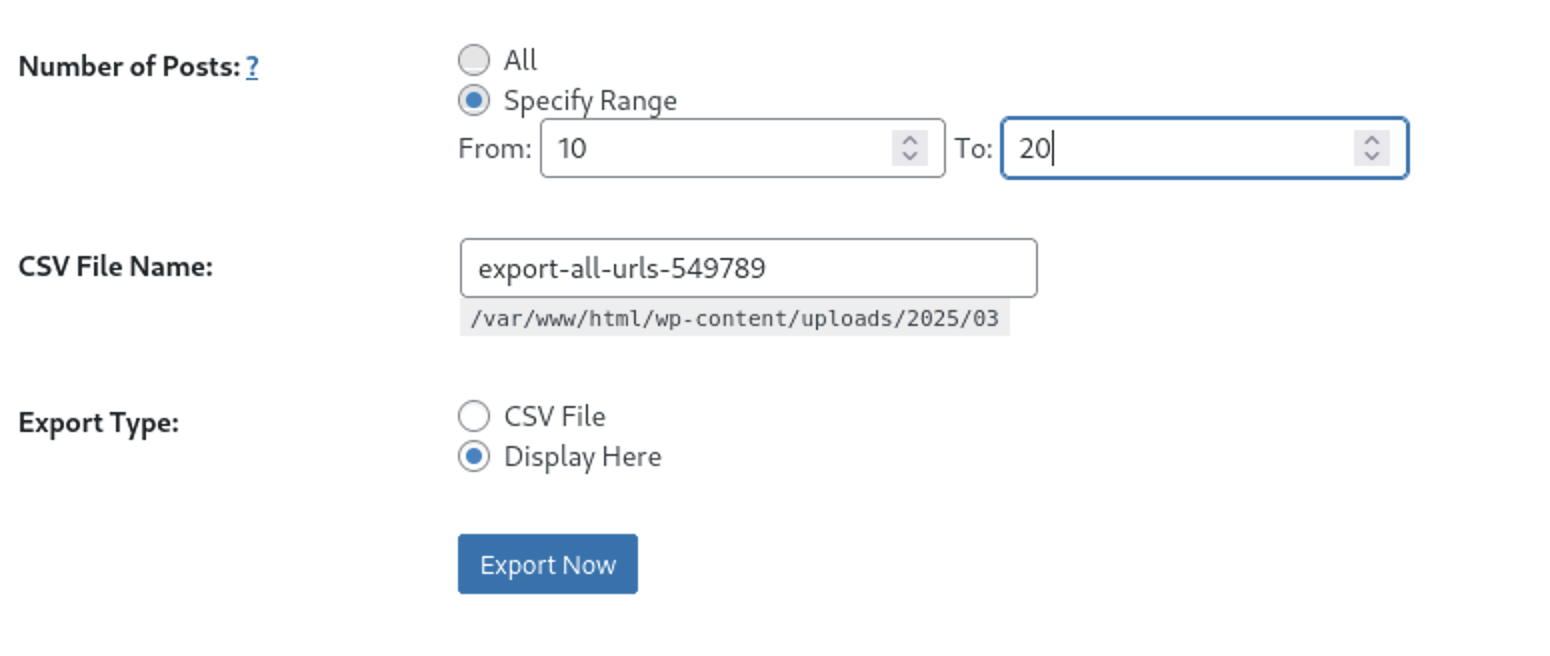 Number of Posts: ?
All
Specify Range
From: 10 To: 20
CSV File Name:
export-all-urls-549789
/var/www/html/wp-content/uploads/2025/03
Export Type:
CSV File
Display Here
Export Now